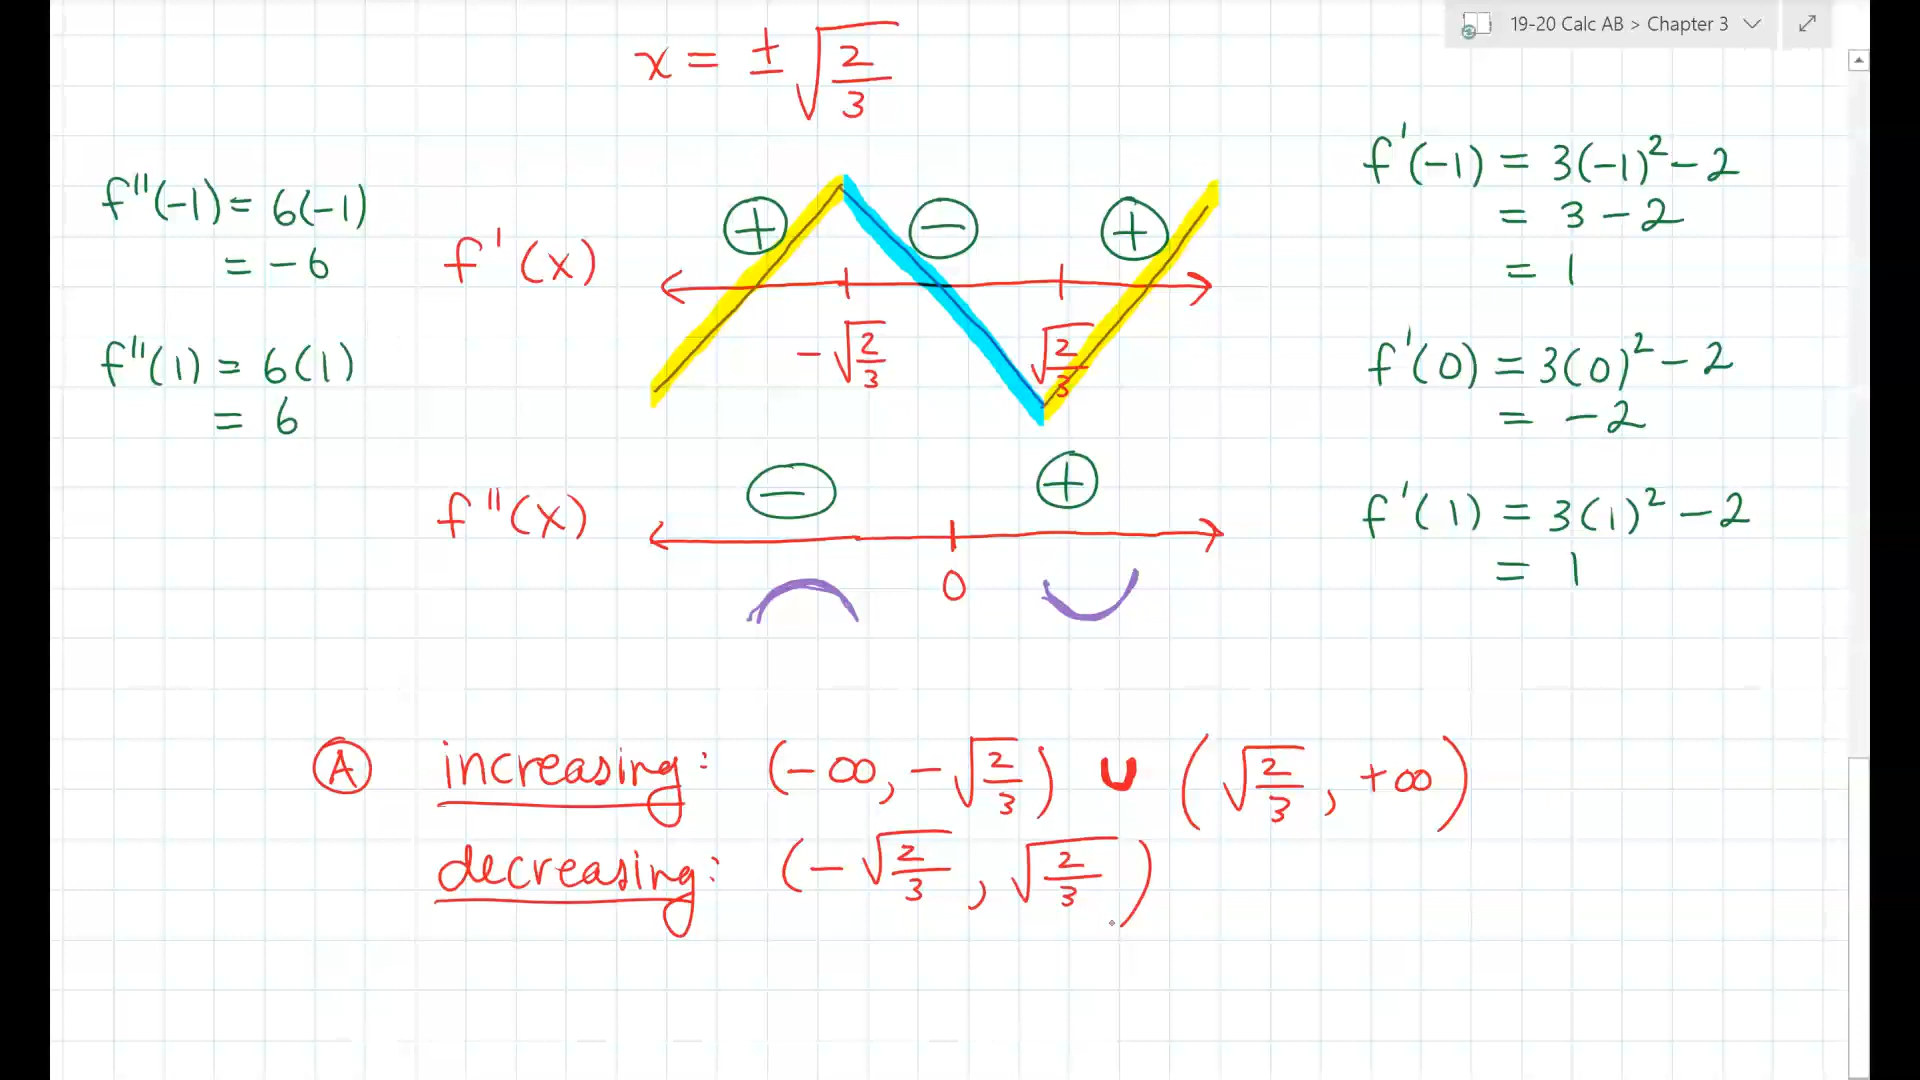 19-20 Calc AB > Chapter 3
x = ± √(2/3)
f''(-1) = 6(-1)
= -6
f''(1) = 6(1)
= 6
f'(x)
+ − +
-√(2/3) √(2/3)
f''(x)
− +
0
f'(-1) = 3(-1)² - 2
= 3 - 2
= 1
f'(0) = 3(0)² - 2
= -2
f'(1) = 3(1)² - 2
= 1
Ⓐ increasing: (-∞, -√(2/3)) ∪ (√(2/3), +∞)
decreasing: (-√(2/3), √(2/3))